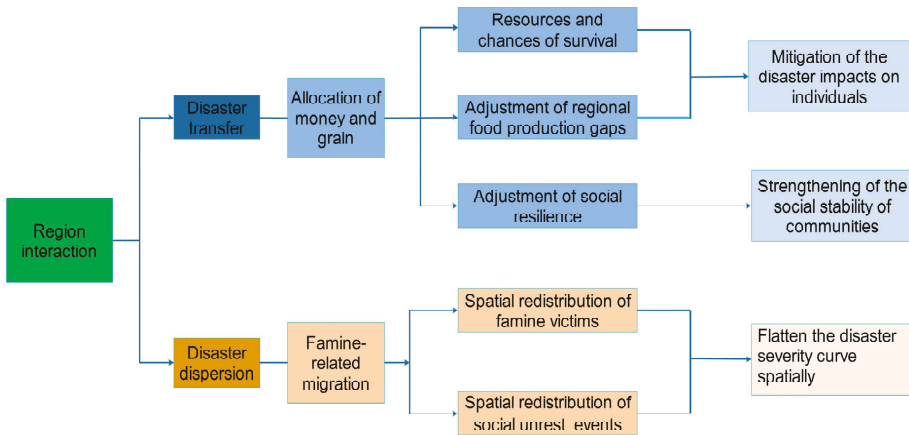 Region
interaction
Disaster
transfer
Allocation of
money and
grain
Resources and
chances of survival
Adjustment of regional
food production gaps
Adjustment of social
resilience
Mitigation of the
disaster impacts on
individuals
Strengthening of the
social stability of
communities
Disaster
dispersion
Famine-
related
migration
Spatial redistribution of
famine victims
Spatial redistribution of
social unrest events
Flatten the disaster
severity curve
spatially